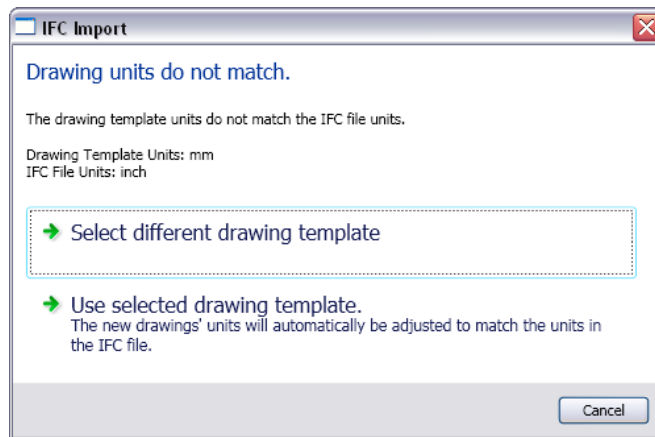 IFC Import
Drawing units do not match.
The drawing template units do not match the IFC file units.
Drawing Template Units: mm
IFC File Units: inch
Select different drawing template
Use selected drawing template.
The new drawings' units will automatically be adjusted to match the units in
the IFC file.
Cancel